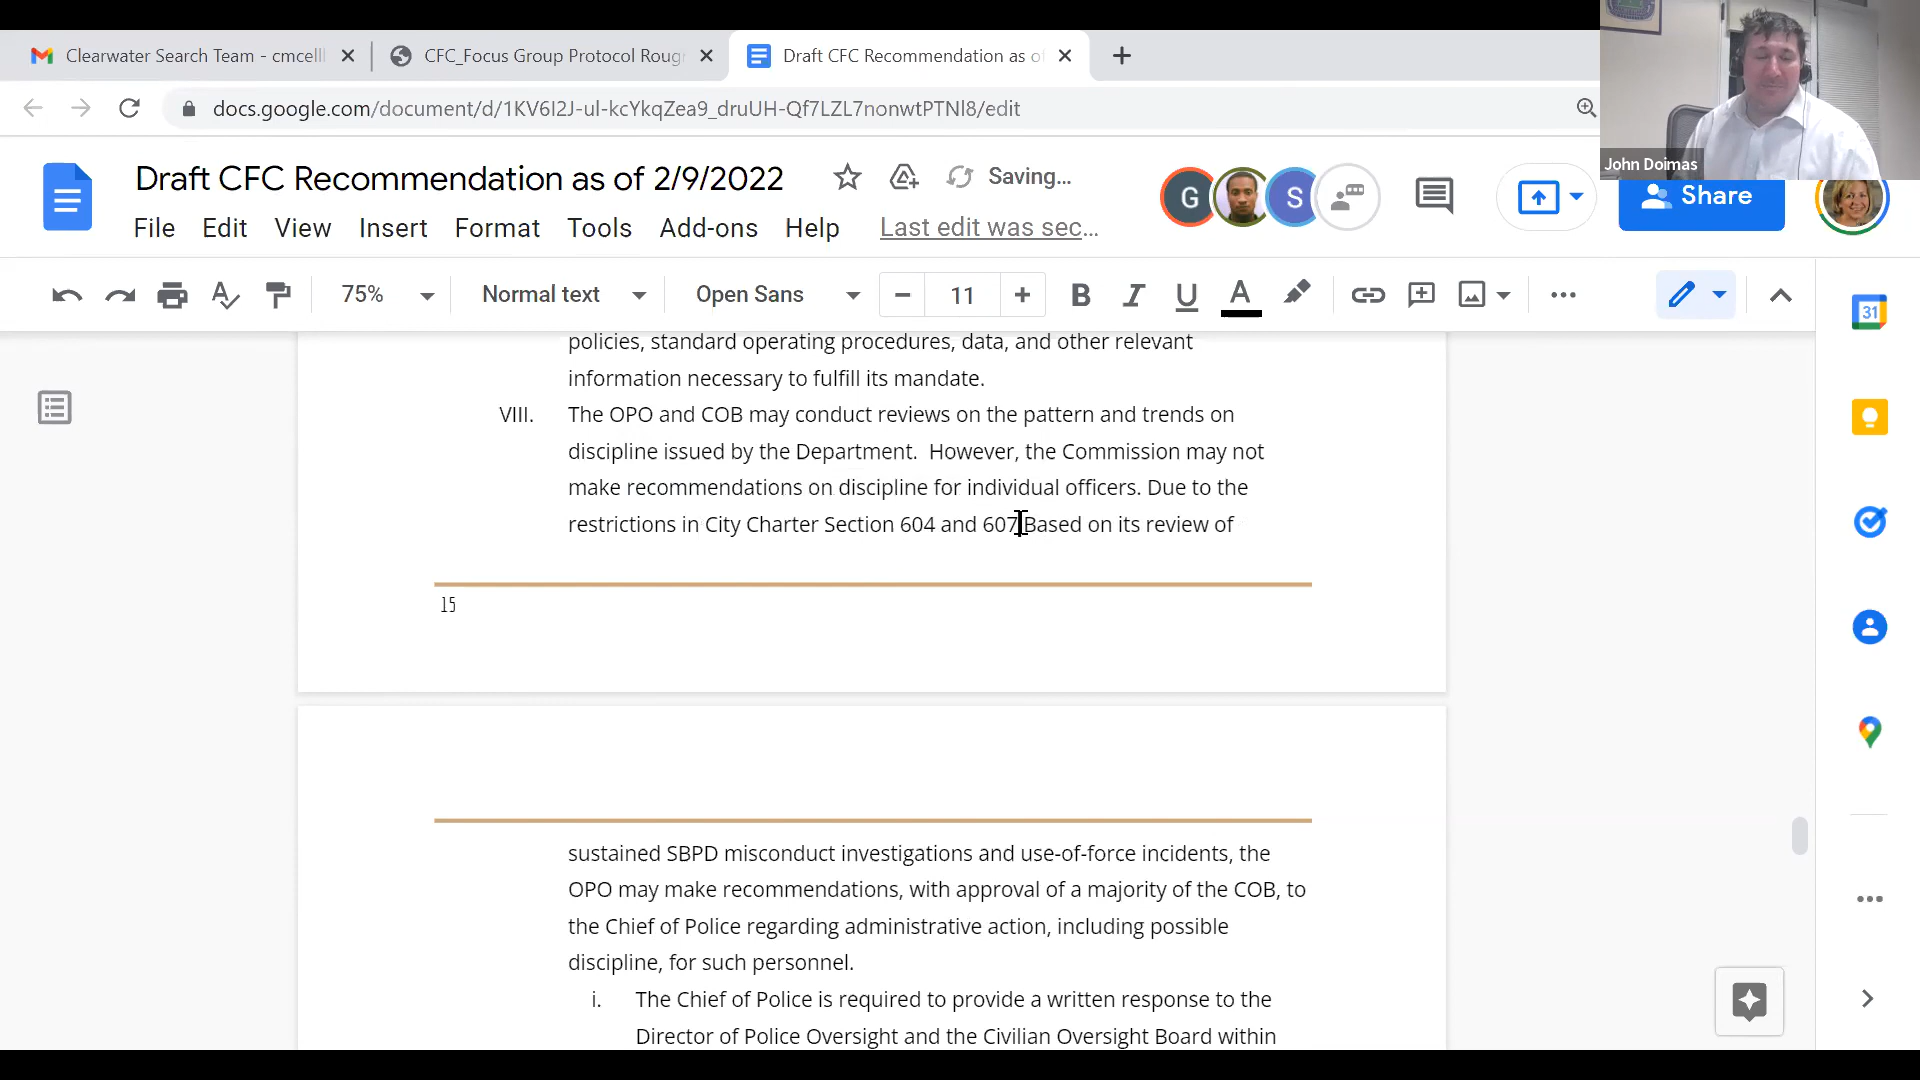 Clearwater Search Team - cmcelll
CFC_Focus Group Protocol Roug
Draft CFC Recommendation as of
docs.google.com/document/d/1KV6I2J-ul-kcYkqZea9_druUH-Qf7LZL7nonwtPTNl8/edit
John Doimas
Draft CFC Recommendation as of 2/9/2022
Saving...
G
S
Share
File Edit View Insert Format Tools Add-ons Help
Last edit was sec...
75%
Normal text
Open Sans
11
B I U A
31
policies, standard operating procedures, data, and other relevant
information necessary to fulfill its mandate.
VIII. The OPO and COB may conduct reviews on the pattern and trends on
discipline issued by the Department. However, the Commission may not
make recommendations on discipline for individual officers. Due to the
restrictions in City Charter Section 604 and 607 Based on its review of
15
sustained SBPD misconduct investigations and use-of-force incidents, the
OPO may make recommendations, with approval of a majority of the COB, to
the Chief of Police regarding administrative action, including possible
discipline, for such personnel.
i. The Chief of Police is required to provide a written response to the
Director of Police Oversight and the Civilian Oversight Board within